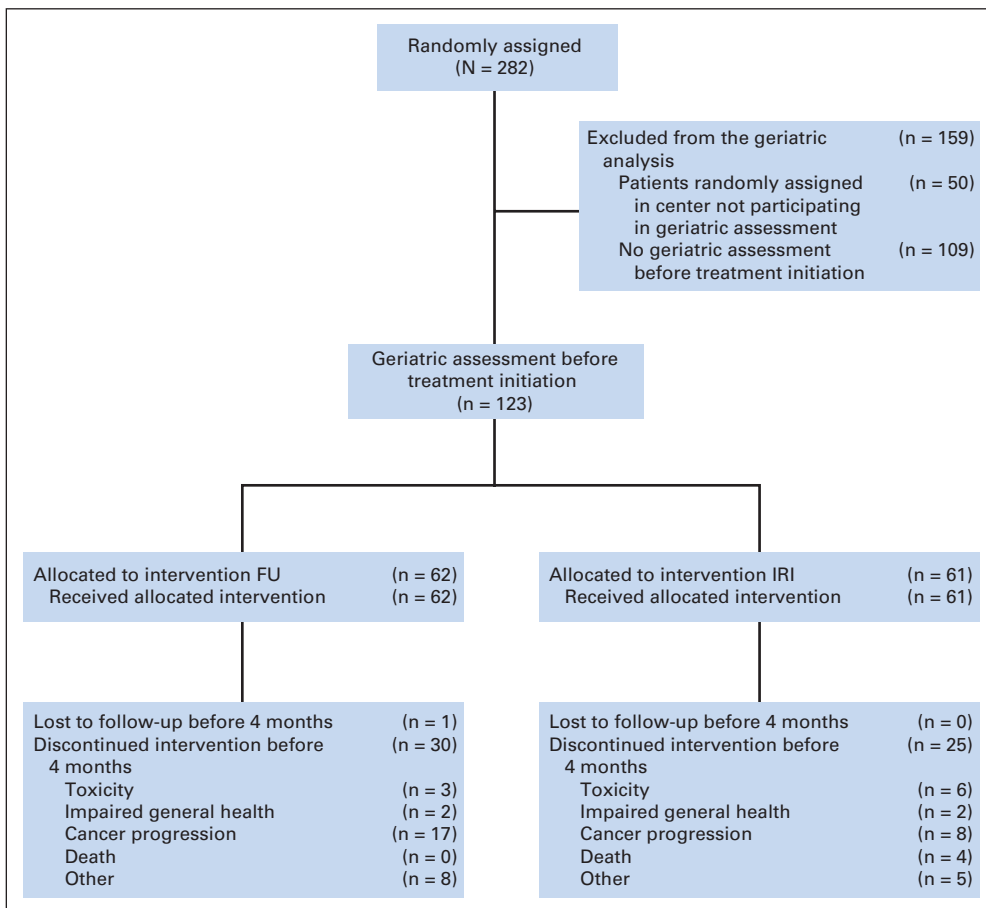 Randomly assigned
(N = 282)
Excluded from the geriatric (n = 159)
analysis
Patients randomly assigned (n = 50)
in center not participating
in geriatric assessment
No geriatric assessment (n = 109)
before treatment initiation
Geriatric assessment before
treatment initiation
(n = 123)
Allocated to intervention FU (n = 62)
Received allocated intervention (n = 62)
Allocated to intervention IRI (n = 61)
Received allocated intervention (n = 61)
Lost to follow-up before 4 months (n = 1)
Discontinued intervention before (n = 30)
4 months
Toxicity (n = 3)
Impaired general health (n = 2)
Cancer progression (n = 17)
Death (n = 0)
Other (n = 8)
Lost to follow-up before 4 months (n = 0)
Discontinued intervention before (n = 25)
4 months
Toxicity (n = 6)
Impaired general health (n = 2)
Cancer progression (n = 8)
Death (n = 4)
Other (n = 5)